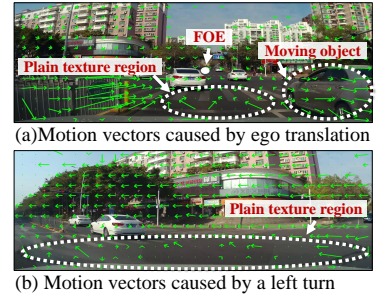 FOE
Moving object
Plain texture region
(a)Motion vectors caused by ego translation
Plain texture region
(b) Motion vectors caused by a left turn